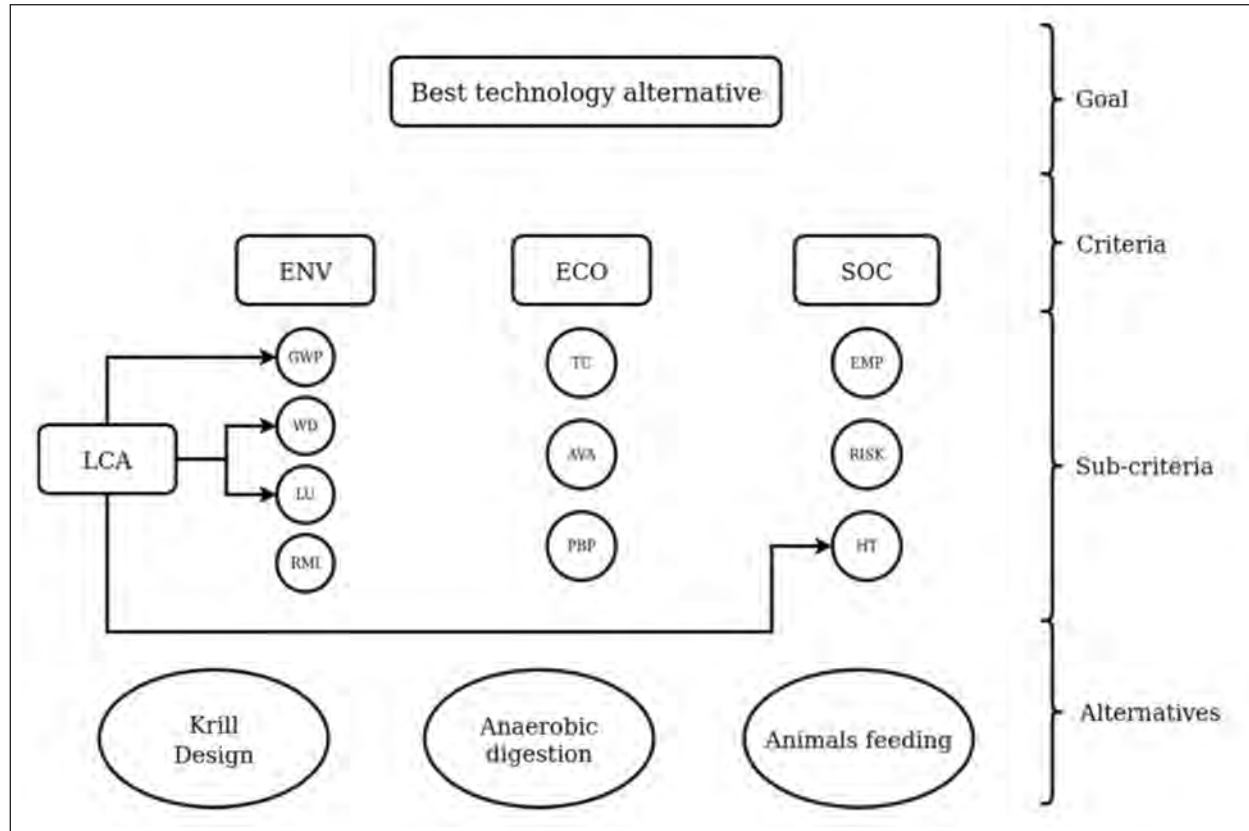 Best technology alternative
Goal
ENV
ECO
SOC
Criteria
GWP
TC
EMP
WD
LCA
AVA
RISK
Sub-criteria
LU
PBP
HT
RMI
Krill
Design
Anaerobic
digestion
Animals feeding
Alternatives